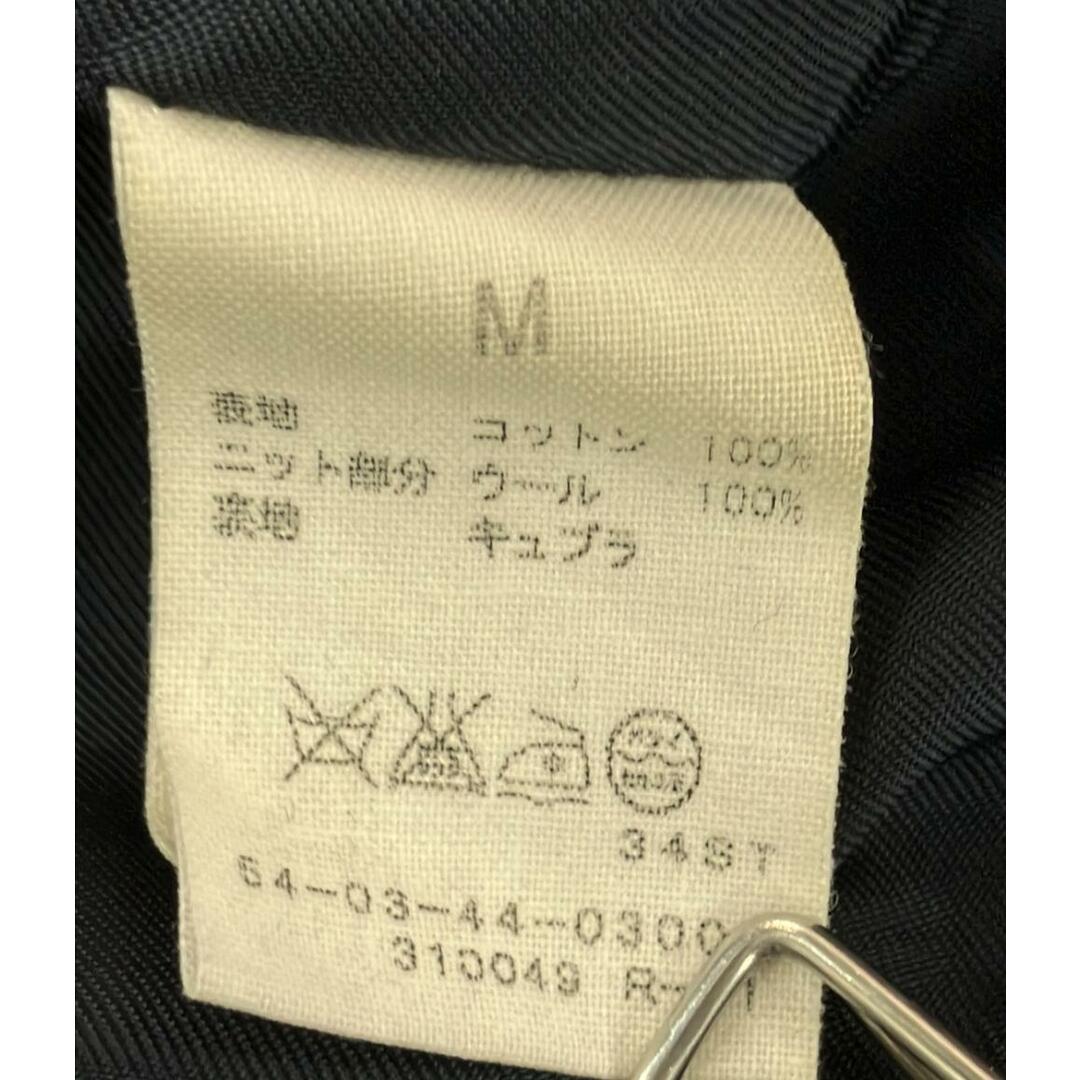 M
表地 コットン 100%
ニット部分 ウール 100%
裏地 キュプラ
34ST
54-03-44-0300
310049